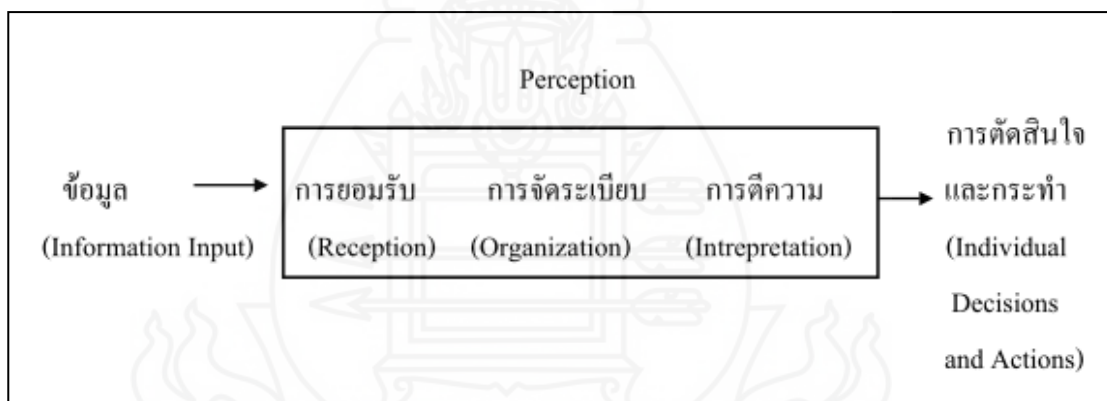 Perception
ข้อมูล
(Information Input)
การยอมรับ การจัดระเบียบ การตีความ
(Reception) (Organization) (Intrepretation)
การตัดสินใจ
และกระทำ
(Individual
Decisions
and Actions)